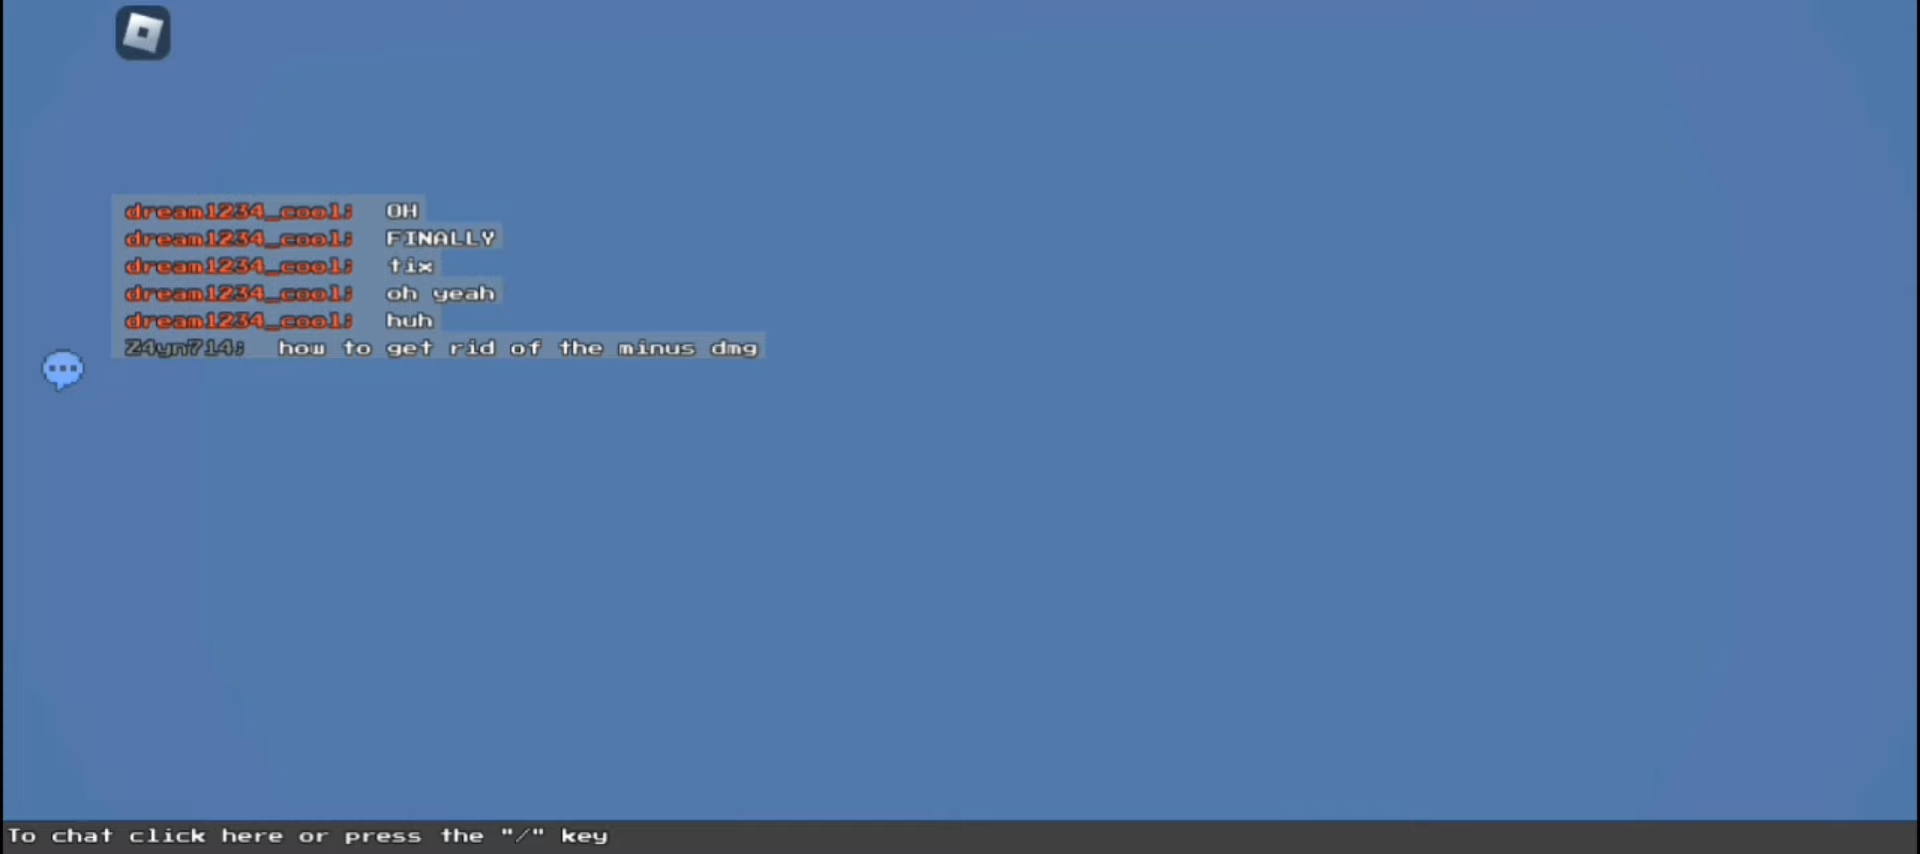 dream1234_cool; OH
dream1234_cool; FINALLY
dream1234_cool; tix
dream1234_cool; oh yeah
dream1234_cool; huh
Z4yn714; how to get rid of the minus dmg
To chat click here or press the "/" key